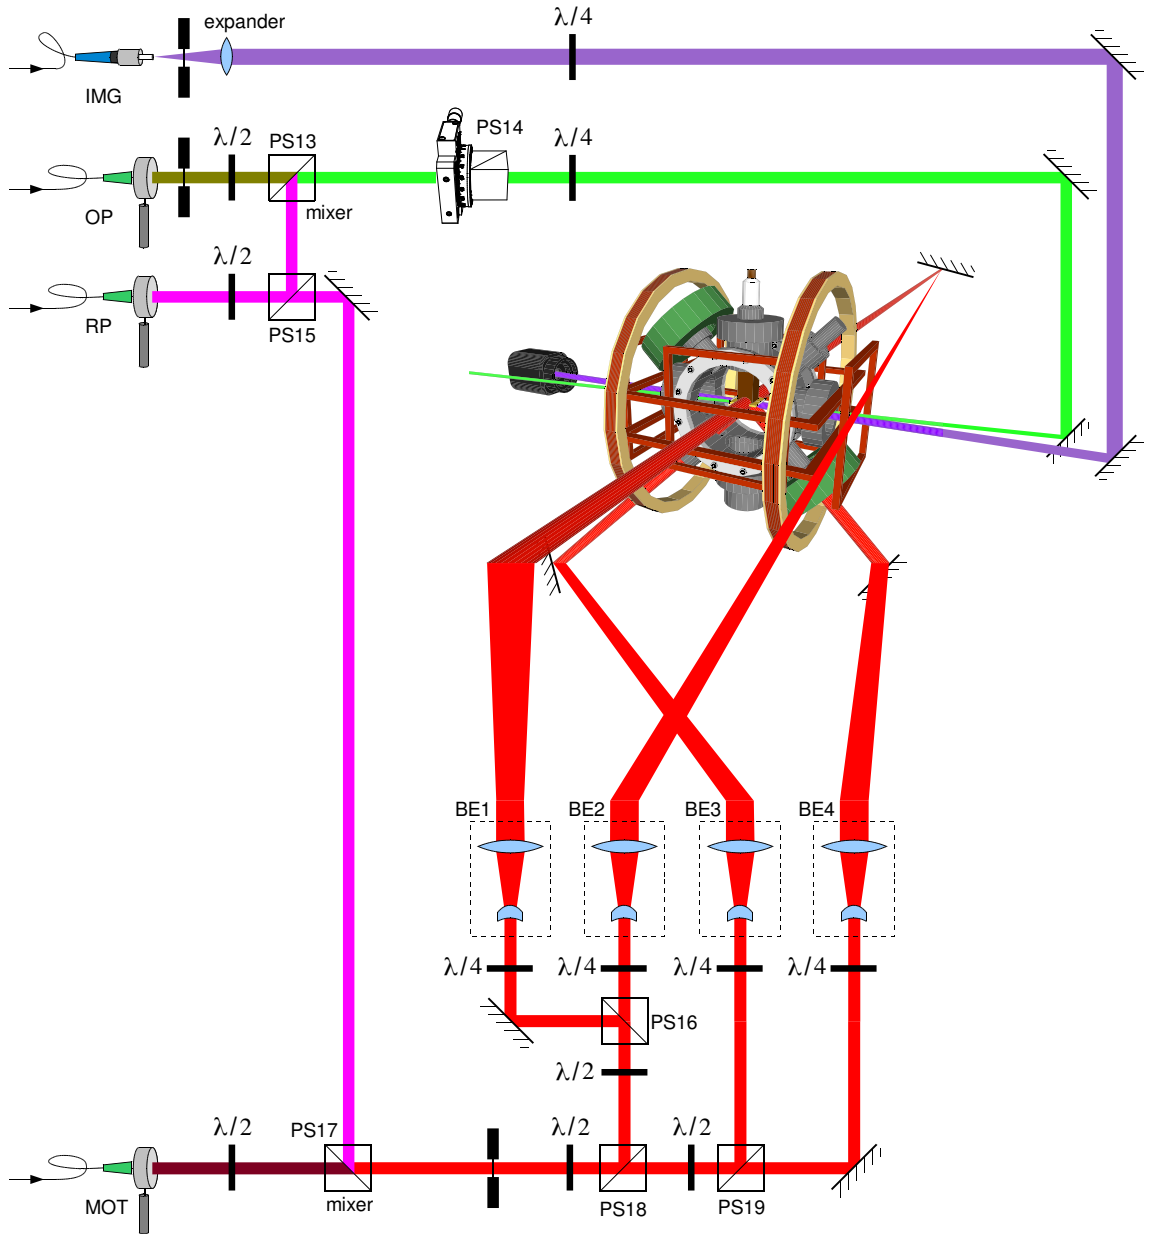 expander
λ/4
IMG
λ/2
PS13
PS14
λ/4
mixer
OP
λ/2
RP
PS15
BE1
BE2
BE3
BE4
λ/4
λ/4
λ/4
λ/4
PS16
λ/2
λ/2
PS17
λ/2
λ/2
MOT
mixer
PS18
PS19